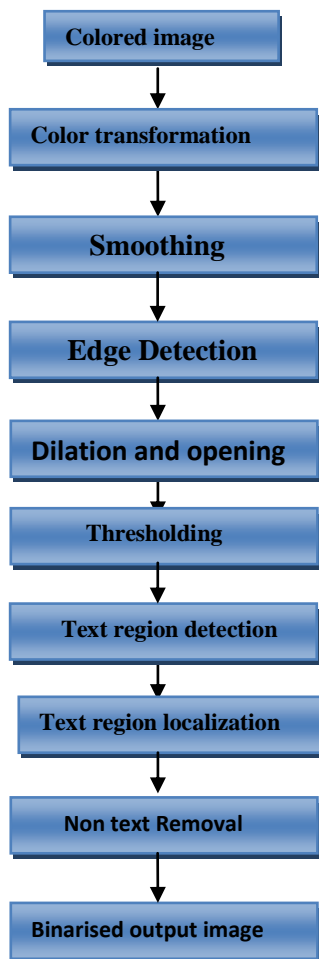 Colored image
Color transformation
Smoothing
Edge Detection
Dilation and opening
Thresholding
Text region detection
Text region localization
Non text Removal
Binarised output image